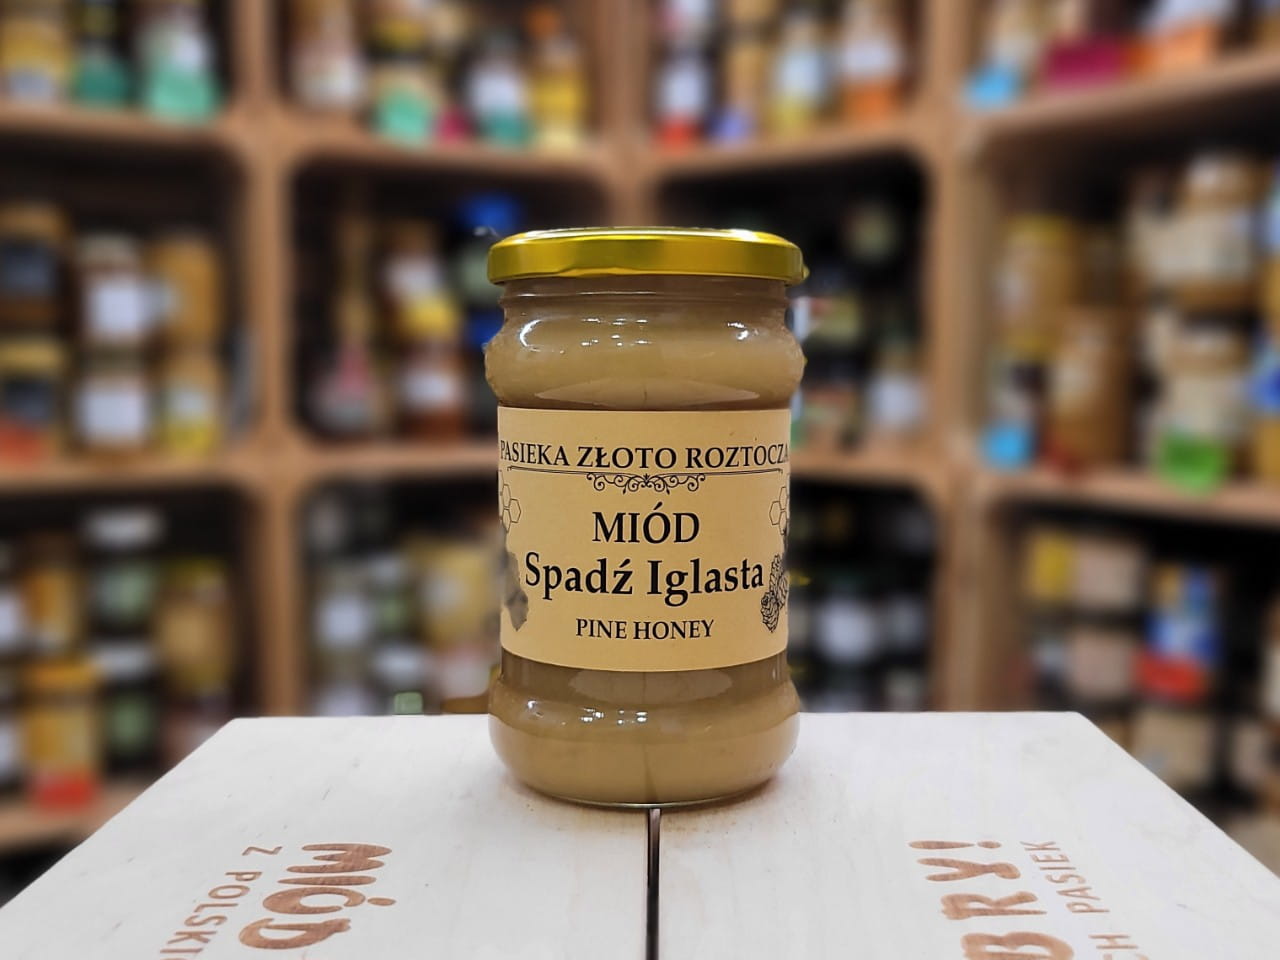 PASIEKA ZŁOTO ROZTOCZA
MIÓD
Spadź Iglasta
PINE HONEY
MIÓD
Z POLSKI
BRY!
CH PASIEK